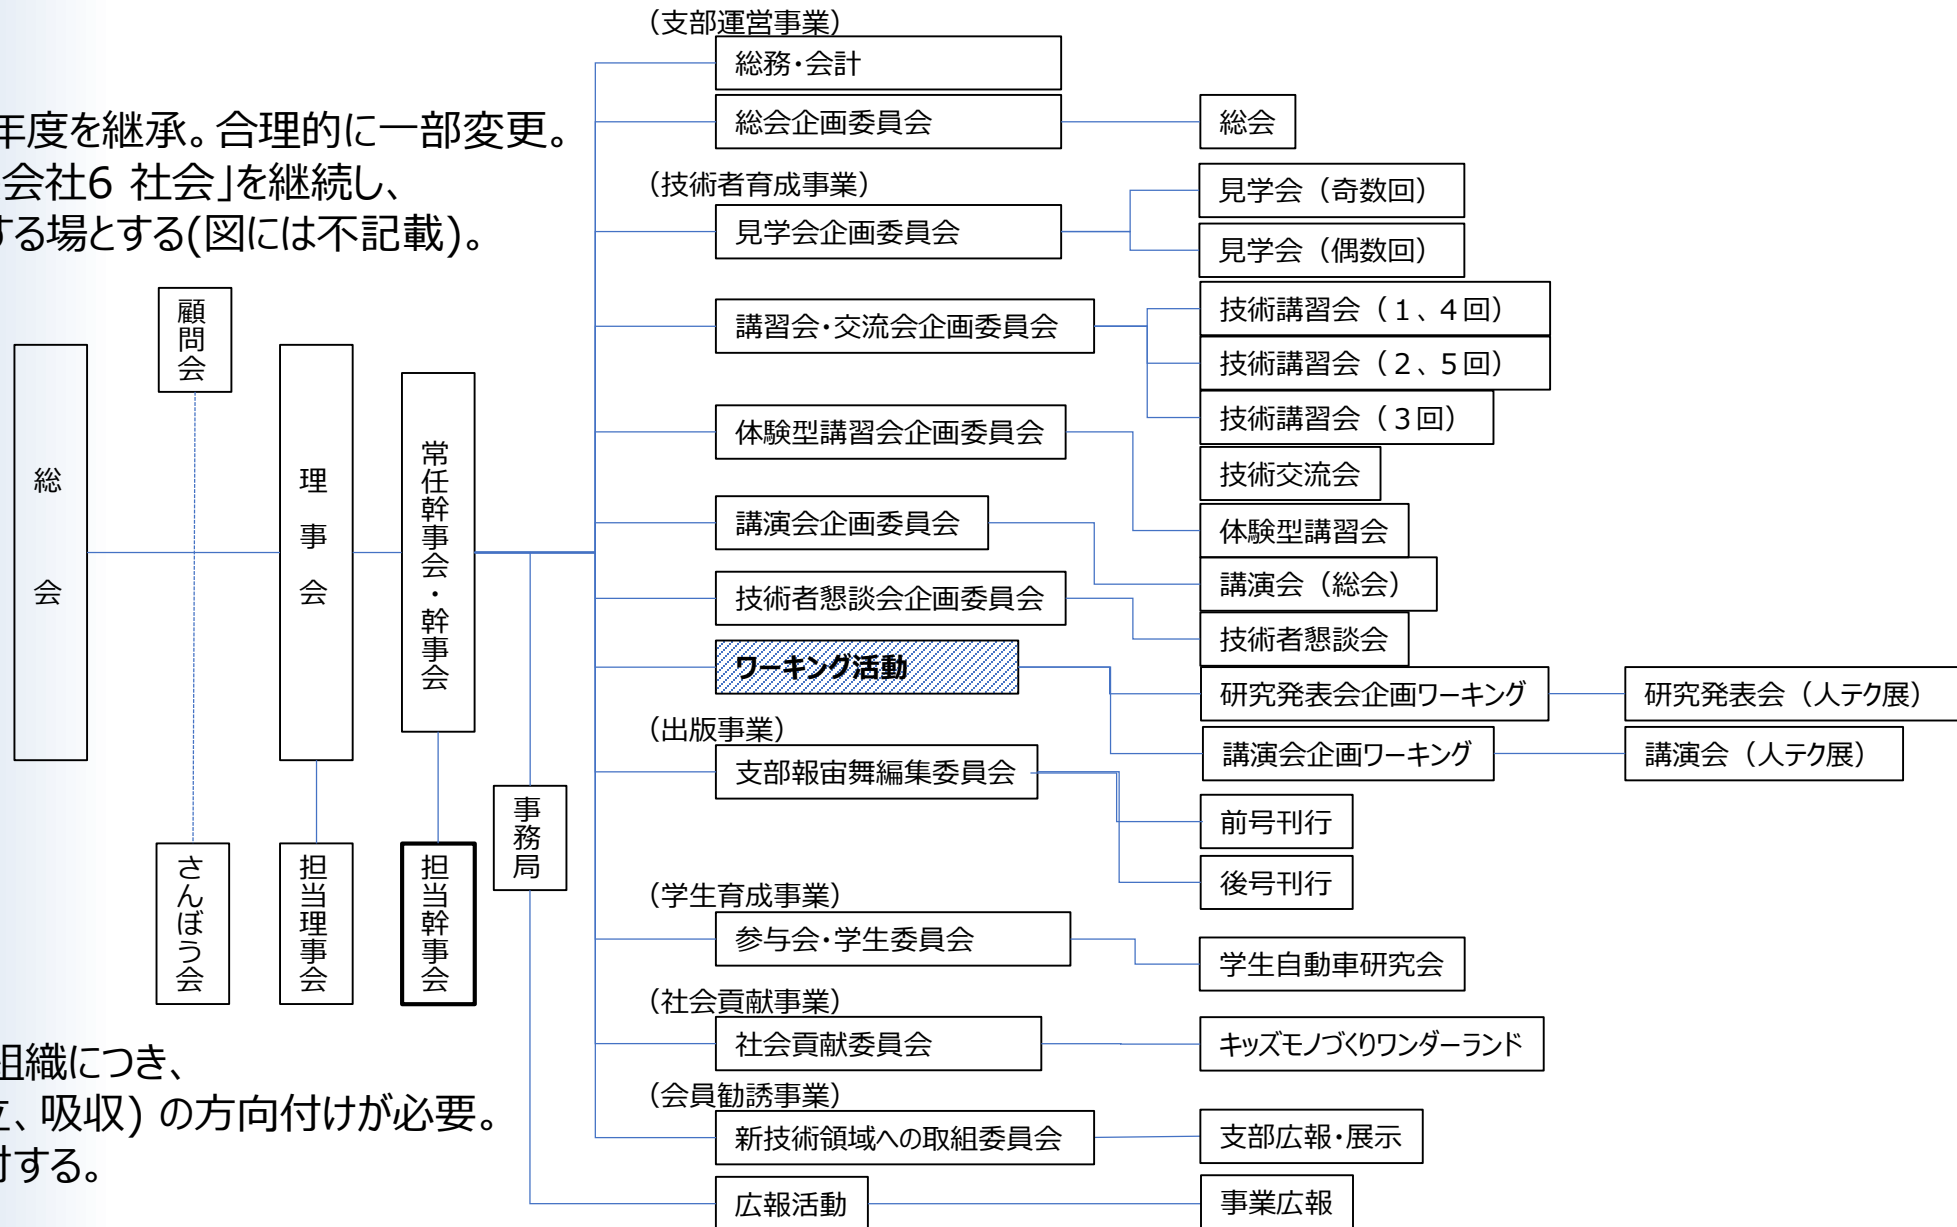 年度を継承。合理的に一部変更。
会社6 社会」を継続し、
する場とする(図には不記載)。
総会
顧問会
さんぼう会
理事会
担当理事会
常任幹事会・幹事会
担当幹事会
事務局
（支部運営事業）
総務・会計
総会企画委員会
総会
（技術者育成事業）
見学会企画委員会
見学会（奇数回）
見学会（偶数回）
講習会・交流会企画委員会
技術講習会（１、４回）
技術講習会（２、５回）
技術講習会（３回）
体験型講習会企画委員会
技術交流会
体験型講習会
講演会企画委員会
講演会（総会）
技術者懇談会企画委員会
技術者懇談会
ワーキング活動
研究発表会企画ワーキング
研究発表会（人テク展）
講演会企画ワーキング
講演会（人テク展）
（出版事業）
支部報宙舞編集委員会
前号刊行
後号刊行
（学生育成事業）
参与会・学生委員会
学生自動車研究会
（社会貢献事業）
社会貢献委員会
キッズモノづくりワンダーランド
（会員勧誘事業）
新技術領域への取組委員会
支部広報・展示
広報活動
事業広報
組織につき、
、吸収) の方向付けが必要。
する。